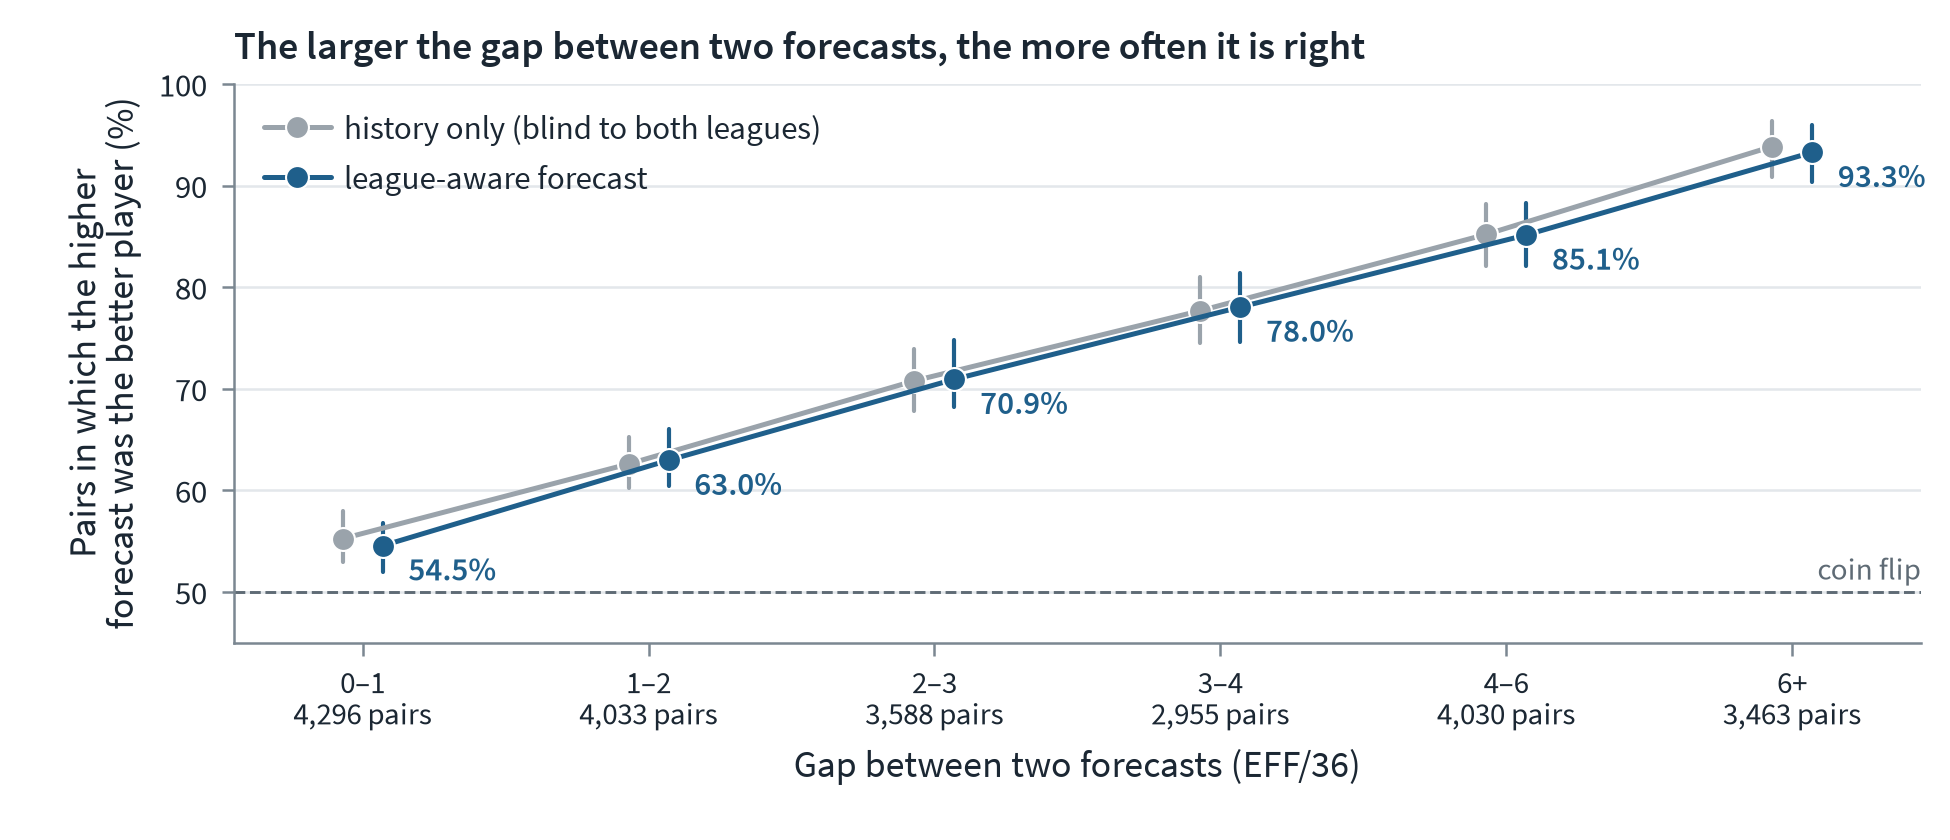 The larger the gap between two forecasts, the more often it is right
Pairs in which the higher
forecast was the better player (%)
100
90
80
70
60
50
history only (blind to both leagues)
league-aware forecast
54.5%
63.0%
70.9%
78.0%
85.1%
93.3%
coin flip
0–1
4,296 pairs
1–2
4,033 pairs
2–3
3,588 pairs
3–4
2,955 pairs
4–6
4,030 pairs
6+
3,463 pairs
Gap between two forecasts (EFF/36)